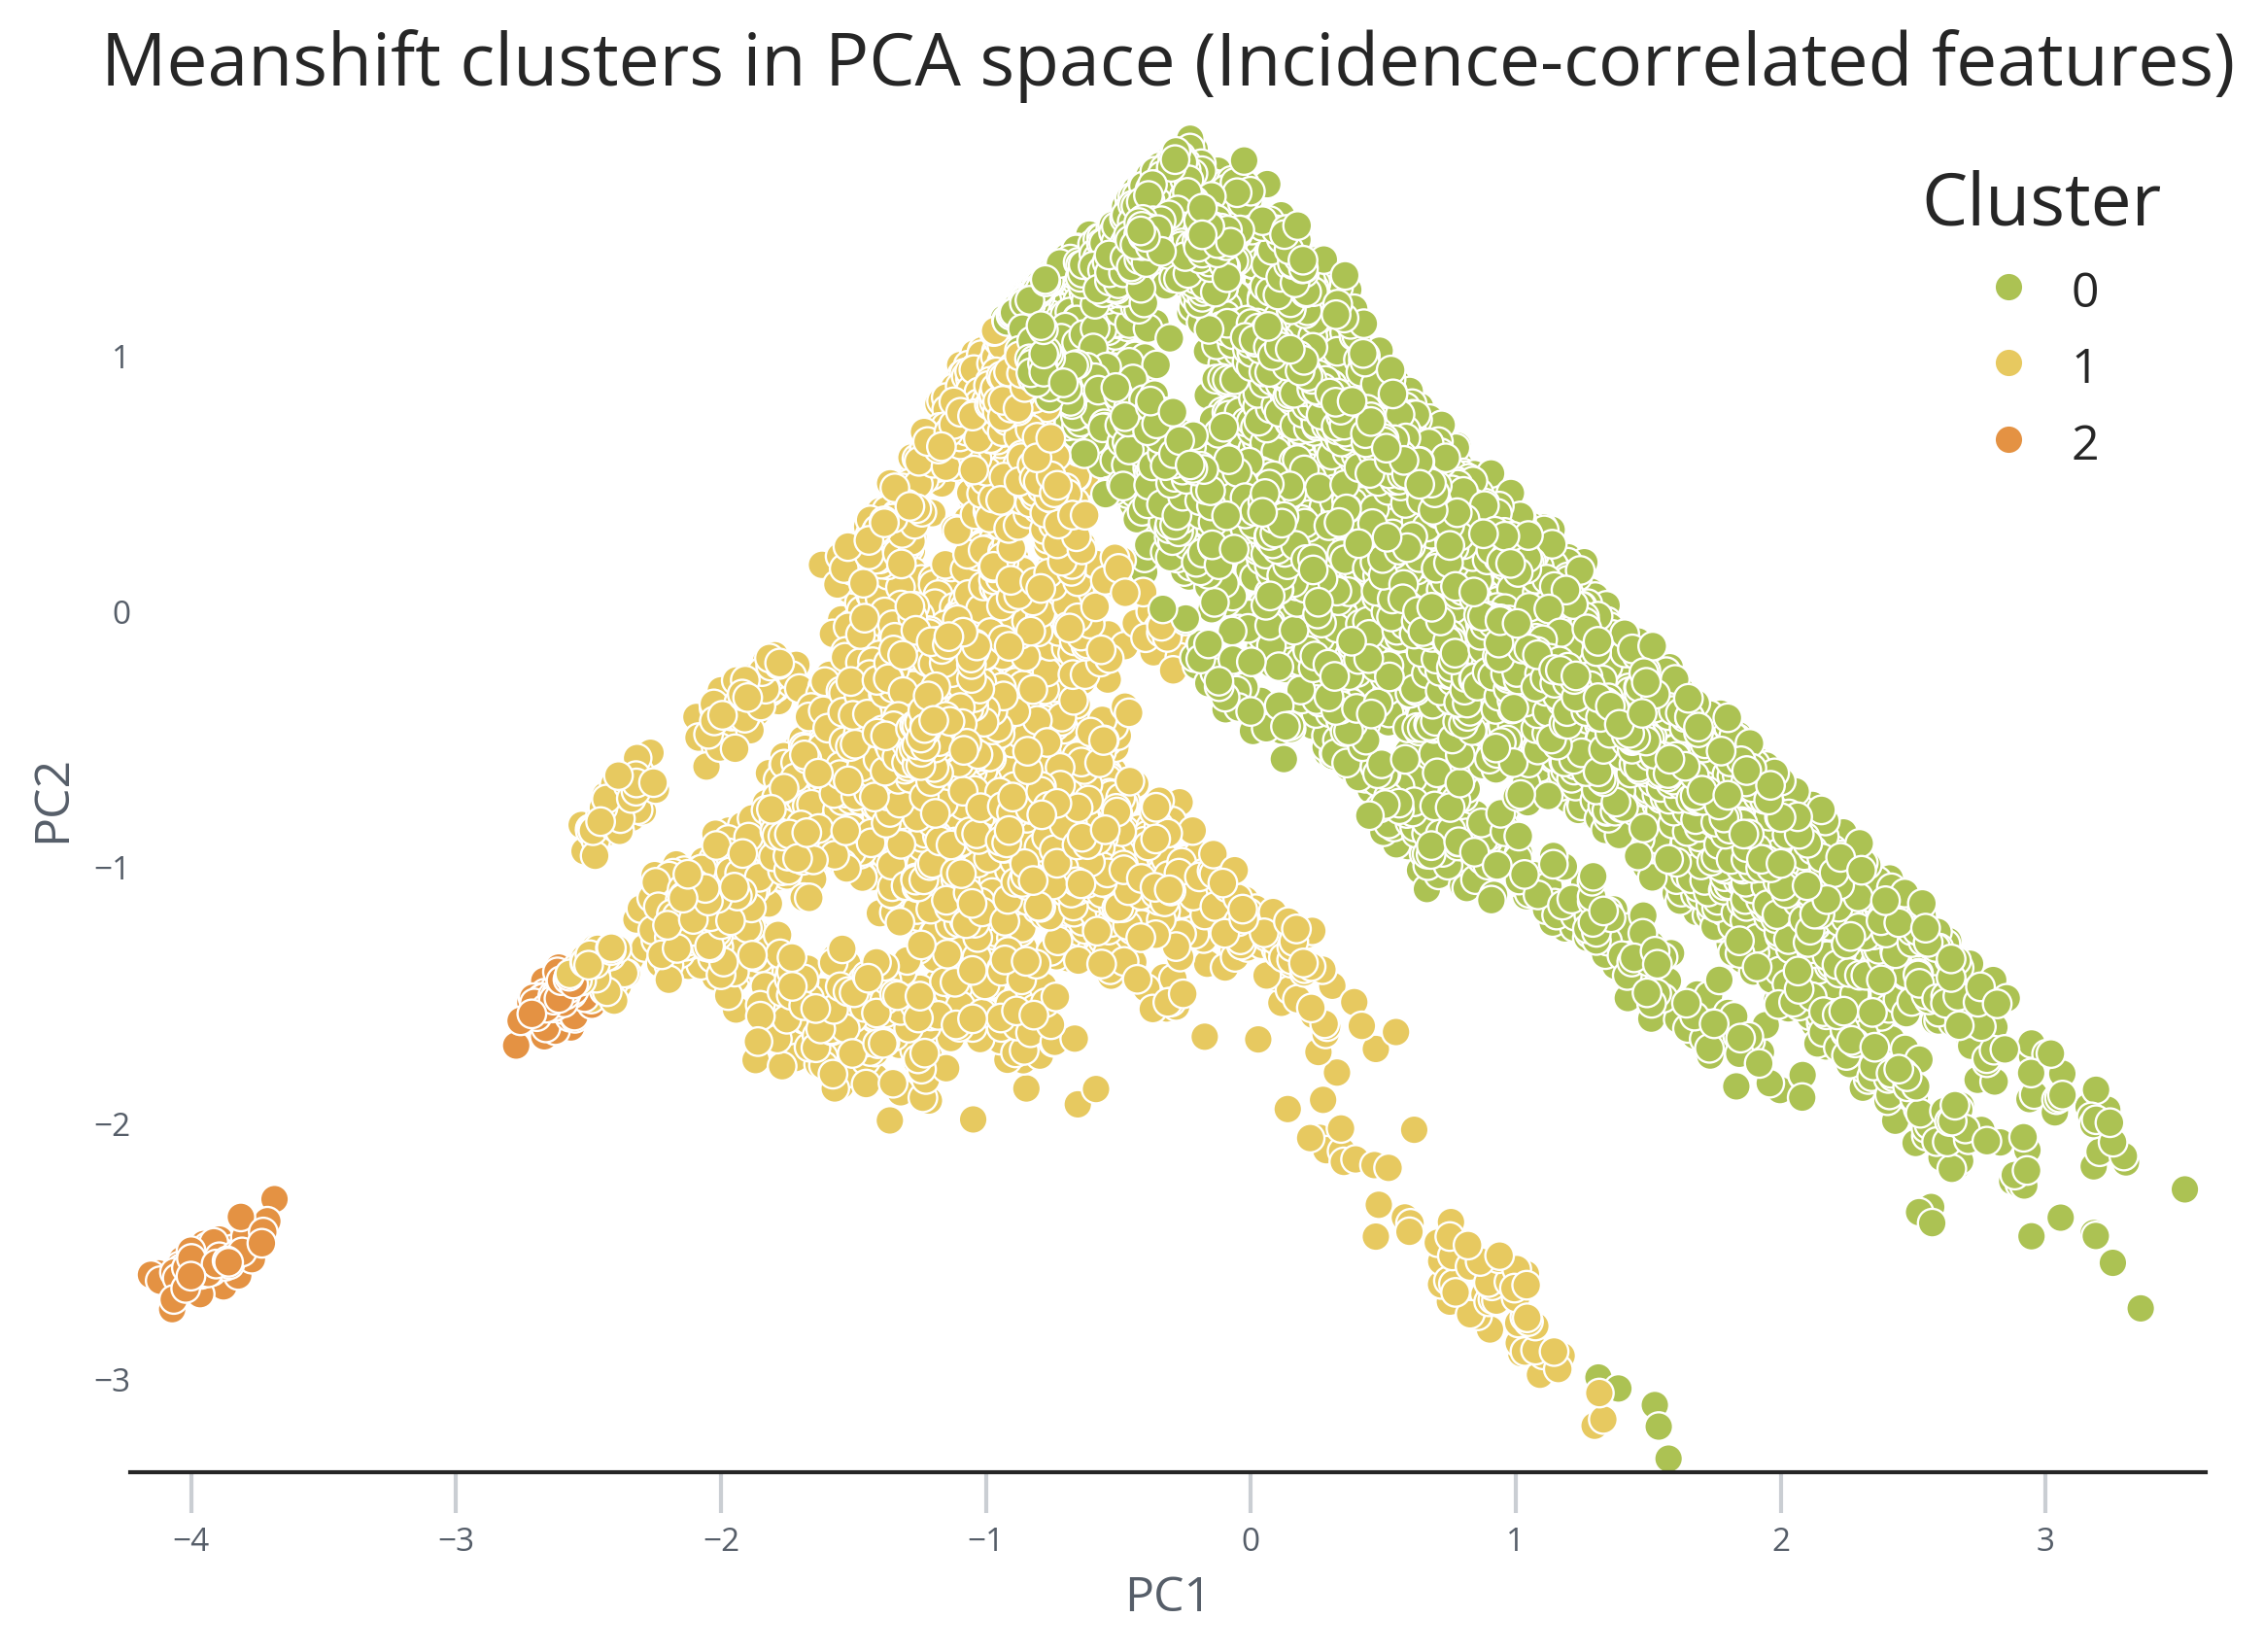 Meanshift clusters in PCA space (Incidence-correlated features)
Cluster
0
1
2
1
0
−1
−2
−3
PC2
−4 −3 −2 −1 0 1 2 3
PC1